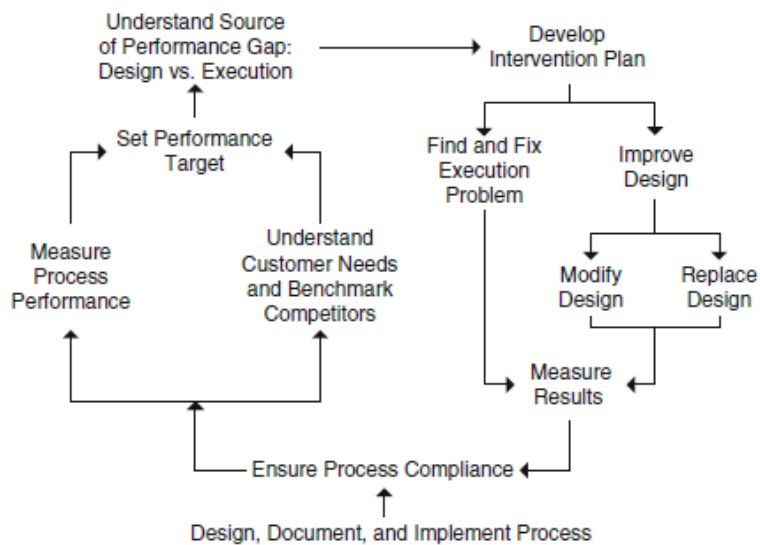 Understand Source
of Performance Gap:
Design vs. Execution
Develop
Intervention Plan
Set Performance
Target
Find and Fix
Execution
Problem
Improve
Design
Measure
Process
Performance
Understand
Customer Needs
and Benchmark
Competitors
Modify
Design
Replace
Design
Measure
Results
Ensure Process Compliance
Design, Document, and Implement Process